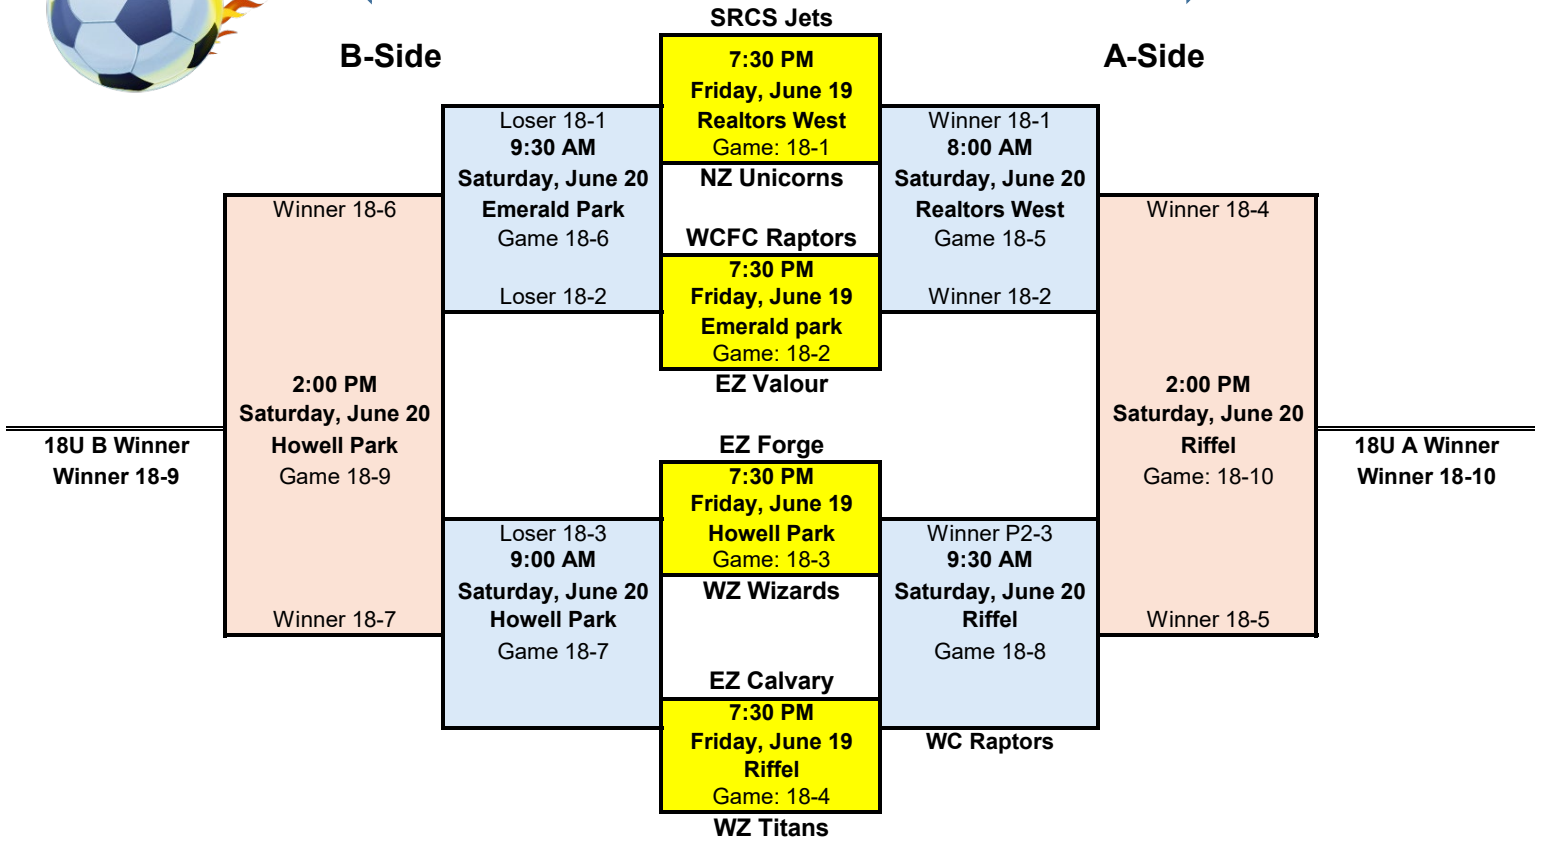 SRCS Jets
B-Side
A-Side
7:30 PM
Friday, June 19
Realtors West
Game: 18-1
NZ Unicorns
Loser 18-1
9:30 AM
Saturday, June 20
Emerald Park
Game 18-6
Loser 18-2
Winner 18-1
8:00 AM
Saturday, June 20
Realtors West
Game 18-5
Winner 18-2
WCFC Raptors
7:30 PM
Friday, June 19
Emerald park
Game: 18-2
EZ Valour
Winner 18-6
2:00 PM
Saturday, June 20
Howell Park
Game 18-9
Winner 18-7
18U B Winner
Winner 18-9
Winner 18-4
2:00 PM
Saturday, June 20
Riffel
Game: 18-10
Winner 18-5
18U A Winner
Winner 18-10
EZ Forge
7:30 PM
Friday, June 19
Howell Park
Game: 18-3
WZ Wizards
Loser 18-3
9:00 AM
Saturday, June 20
Howell Park
Game 18-7
Winner P2-3
9:30 AM
Saturday, June 20
Riffel
Game 18-8
WC Raptors
EZ Calvary
7:30 PM
Friday, June 19
Riffel
Game: 18-4
WZ Titans